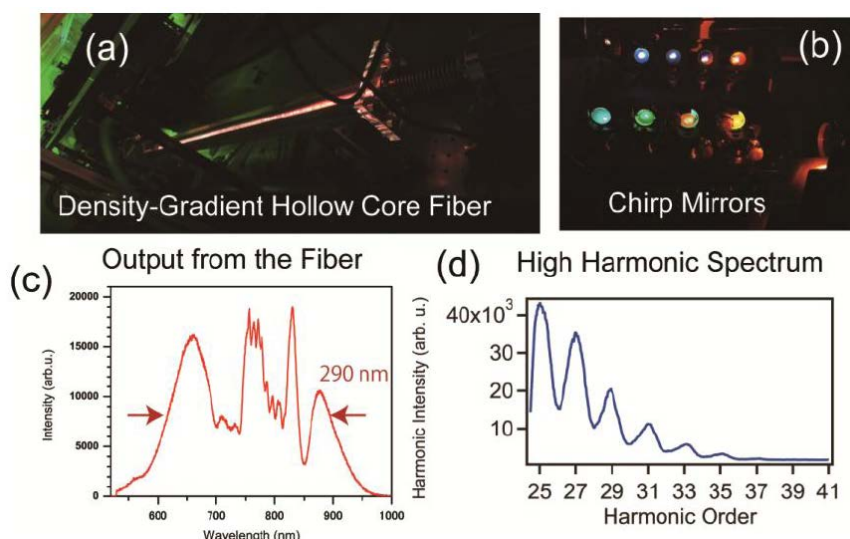 (a)
Density-Gradient Hollow Core Fiber
(b)
Chirp Mirrors
(c)
Output from the Fiber
Intensity (arb.u.)
20000
15000
10000
5000
0
290 nm
600
700
800
900
1000
Wavelength (nm)
(d)
High Harmonic Spectrum
Harmonic Intensity (arb. u.)
40x10³
30
20
10
25 27 29 31 33 35 37 39 41
Harmonic Order